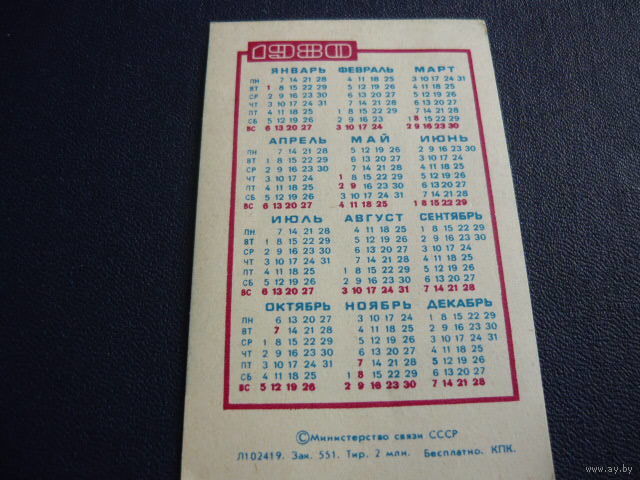 1980
ЯНВАРЬ ФЕВРАЛЬ МАРТ
ПН 7 14 21 28 4 11 18 25 3 10 17 24 31
ВТ 1 8 15 22 29 5 12 19 26 4 11 18 25
СР 2 9 16 23 30 6 13 20 27 5 12 19 26
ЧТ 3 10 17 24 31 7 14 21 28 6 13 20 27
ПТ 4 11 18 25 1 8 15 22 29 7 14 21 28
СБ 5 12 19 26 2 9 16 23 1 8 15 22 29
ВС 6 13 20 27 3 10 17 24 2 9 16 23 30
АПРЕЛЬ МАЙ ИЮНЬ
ПН 7 14 21 28 5 12 19 26 2 9 16 23 30
ВТ 1 8 15 22 29 6 13 20 27 3 10 17 24
СР 2 9 16 23 30 7 14 21 28 4 11 18 25
ЧТ 3 10 17 24 1 8 15 22 29 5 12 19 26
ПТ 4 11 18 25 2 9 16 23 30 6 13 20 27
СБ 5 12 19 26 3 10 17 24 31 7 14 21 28
ВС 6 13 20 27 4 11 18 25 1 8 15 22 29
ИЮЛЬ АВГУСТ СЕНТЯБРЬ
ПН 7 14 21 28 4 11 18 25 1 8 15 22 29
ВТ 1 8 15 22 29 5 12 19 26 2 9 16 23 30
СР 2 9 16 23 30 6 13 20 27 3 10 17 24
ЧТ 3 10 17 24 31 7 14 21 28 4 11 18 25
ПТ 4 11 18 25 1 8 15 22 29 5 12 19 26
СБ 5 12 19 26 2 9 16 23 30 6 13 20 27
ВС 6 13 20 27 3 10 17 24 31 7 14 21 28
ОКТЯБРЬ НОЯБРЬ ДЕКАБРЬ
ПН 6 13 20 27 3 10 17 24 1 8 15 22 29
ВТ 7 14 21 28 4 11 18 25 2 9 16 23 30
СР 1 8 15 22 29 5 12 19 26 3 10 17 24 31
ЧТ 2 9 16 23 30 6 13 20 27 4 11 18 25
ПТ 3 10 17 24 31 7 14 21 28 5 12 19 26
СБ 4 11 18 25 1 8 15 22 29 6 13 20 27
ВС 5 12 19 26 2 9 16 23 30 7 14 21 28
©Министерство связи СССР
Л102419. Зак. 551. Тир. 2 млн. Бесплатно. КПК.
www.ay.by